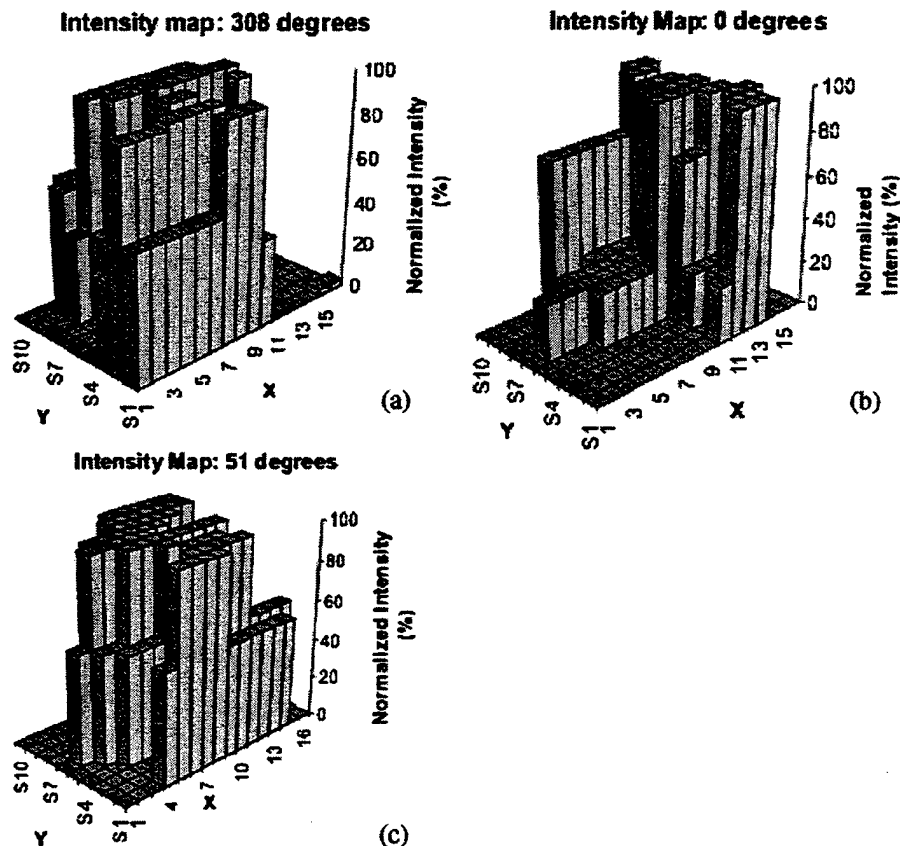 Intensity map: 308 degrees
100
80
60
40
20
0
Normalized Intensity
(%)
S10
S7
S4
S1
Y
1
3
5
7
9
11
13
15
X
(a)
Intensity Map: 0 degrees
100
80
60
40
20
0
Normalized
Intensity (%)
S10
S7
S4
S1
Y
1
3
5
7
9
11
13
15
X
(b)
Intensity Map: 51 degrees
100
80
60
40
20
0
Normalized Intensity
(%)
S10
S7
S4
S1
Y
1
4
7
10
13
16
X
(c)